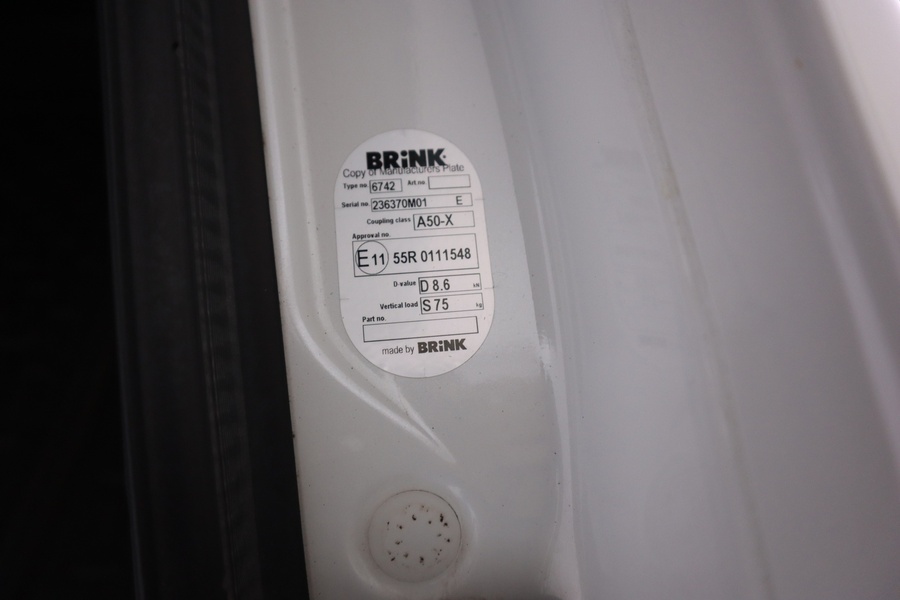 BRiNK
Copy of Manufacturers Plate
Type no. 6742 Art no
Serial no. 236370M01 E
Coupling class A50-X
Approval no.
E11 55R 0111548
D-value D 8.6 kN
Vertical load S 75 kg
Part no.
made by BRiNK